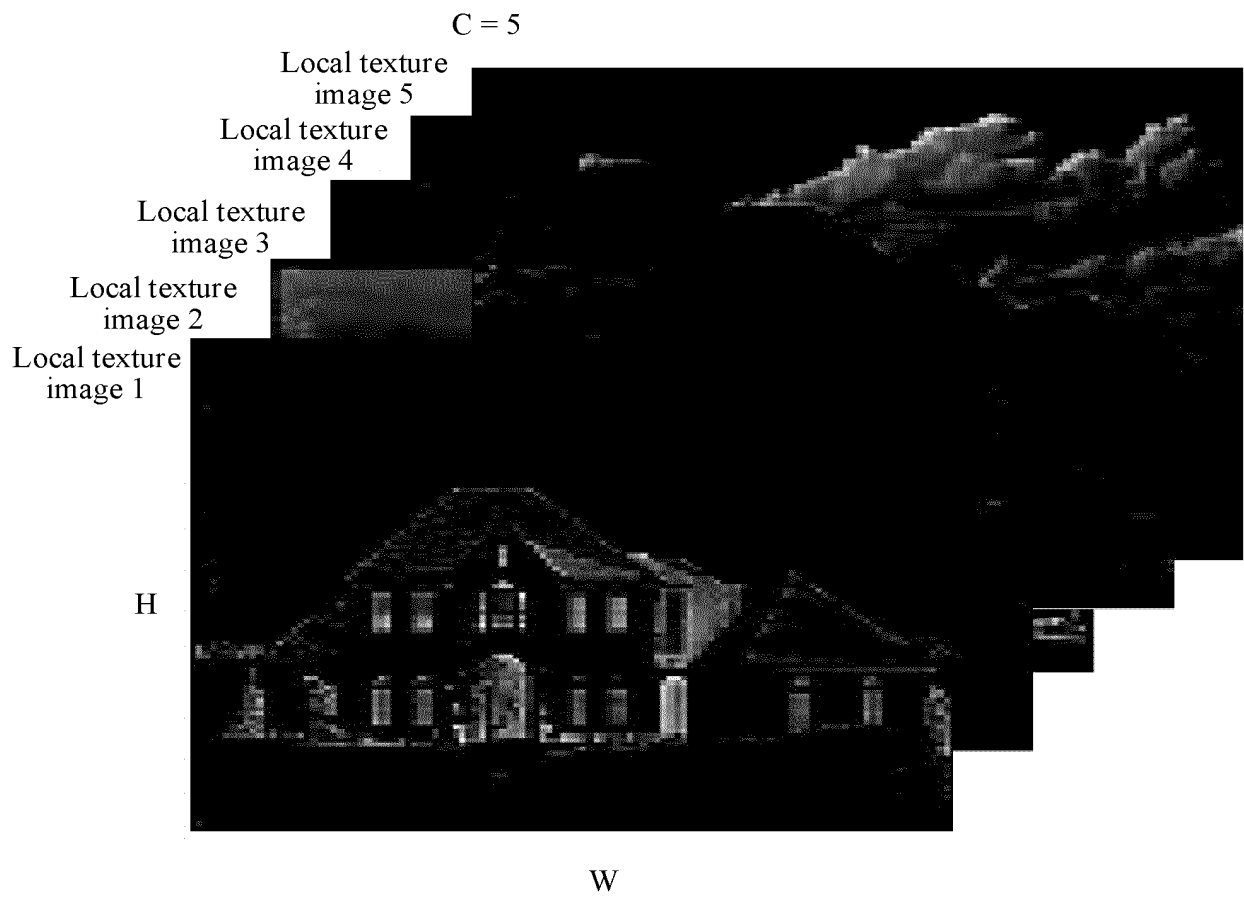 C = 5
Local texture
image 5
Local texture
image 4
Local texture
image 3
Local texture
image 2
Local texture
image 1
H
W